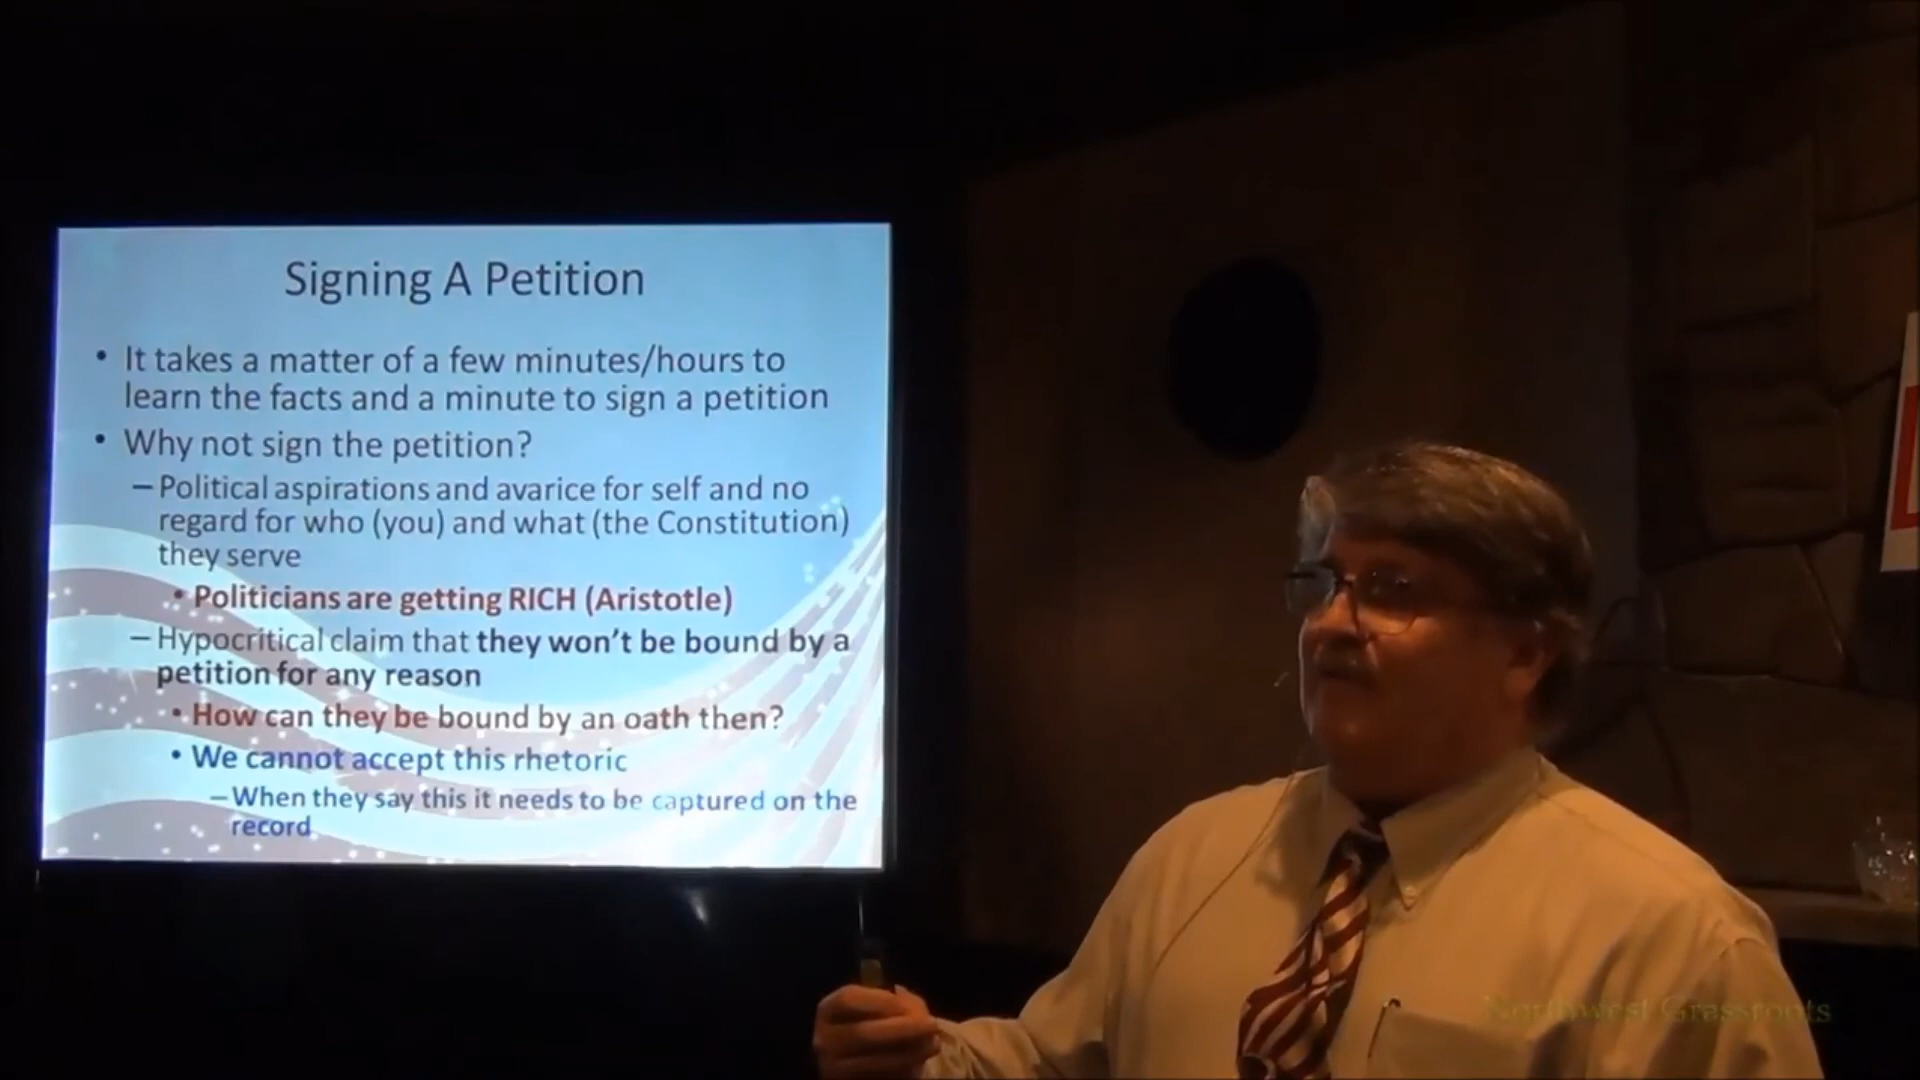 Signing A Petition
• It takes a matter of a few minutes/hours to
learn the facts and a minute to sign a petition
• Why not sign the petition?
– Political aspirations and avarice for self and no
regard for who (you) and what (the Constitution)
they serve
• Politicians are getting RICH (Aristotle)
– Hypocritical claim that they won't be bound by a
petition for any reason
• How can they be bound by an oath then?
• We cannot accept this rhetoric
– When they say this it needs to be captured on the
record
Northwest Grassroots